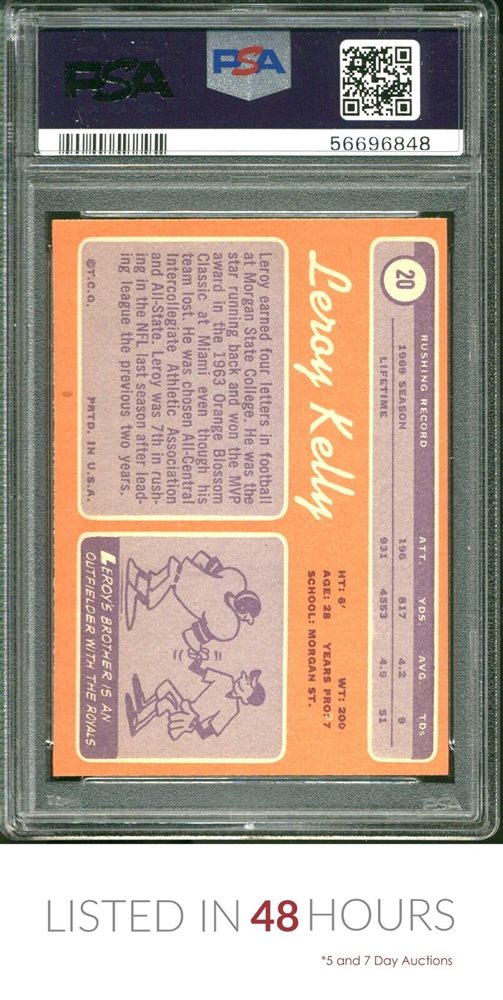 PSA
PSA
56696848
20
RUSHING RECORD ATT. YDS. AVG. TDs
1969 SEASON 196 817 4.2 9
LIFETIME 931 4553 4.9 51
Leroy Kelly
HT: 6' WT: 200
AGE: 28 YEARS PRO: 7
SCHOOL: MORGAN ST.
Leroy earned four letters in football
at Morgan State College. He was the
star running back and won the MVP
award in the 1963 Orange Blossom
Classic at Miami even though his
team lost. He was chosen All-Central
Intercollegiate Athletic Association
and All-State. Leroy was 7th in rush-
ing in the NFL last season after lead-
ing league the previous two years.
LEROY'S BROTHER IS AN
OUTFIELDER WITH THE ROYALS
©T.C.G. PRTD. IN U.S.A.
PSA
LISTED IN 48 HOURS
*5 and 7 Day Auctions